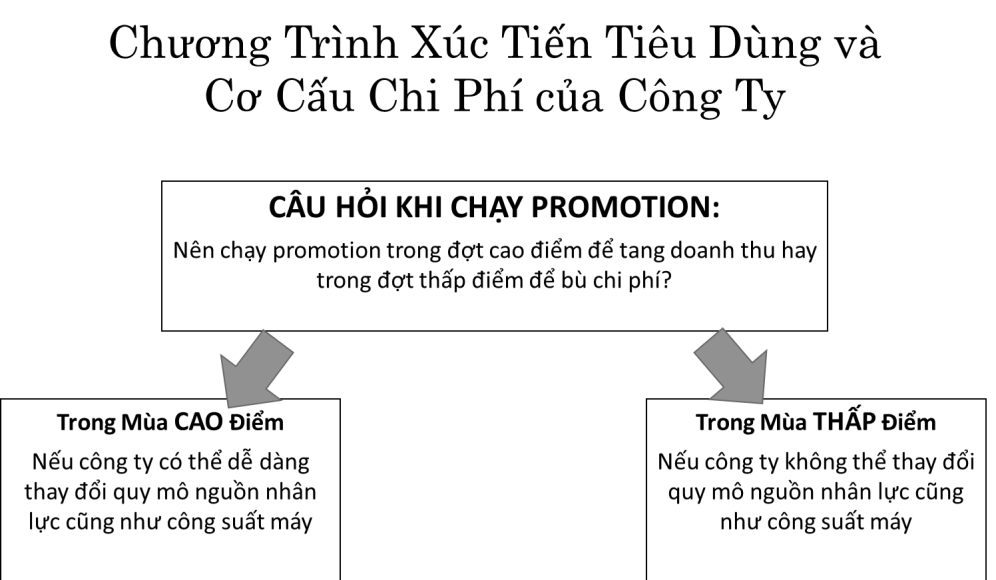 Chương Trình Xúc Tiến Tiêu Dùng và
Cơ Cấu Chi Phí của Công Ty
CÂU HỎI KHI CHẠY PROMOTION:
Nên chạy promotion trong đợt cao điểm để tang doanh thu hay
trong đợt thấp điểm để bù chi phí?
Trong Mùa CAO Điểm
Nếu công ty có thể dễ dàng
thay đổi quy mô nguồn nhân
lực cũng như công suất máy
Trong Mùa THẤP Điểm
Nếu công ty không thể thay đổi
quy mô nguồn nhân lực cũng
như công suất máy